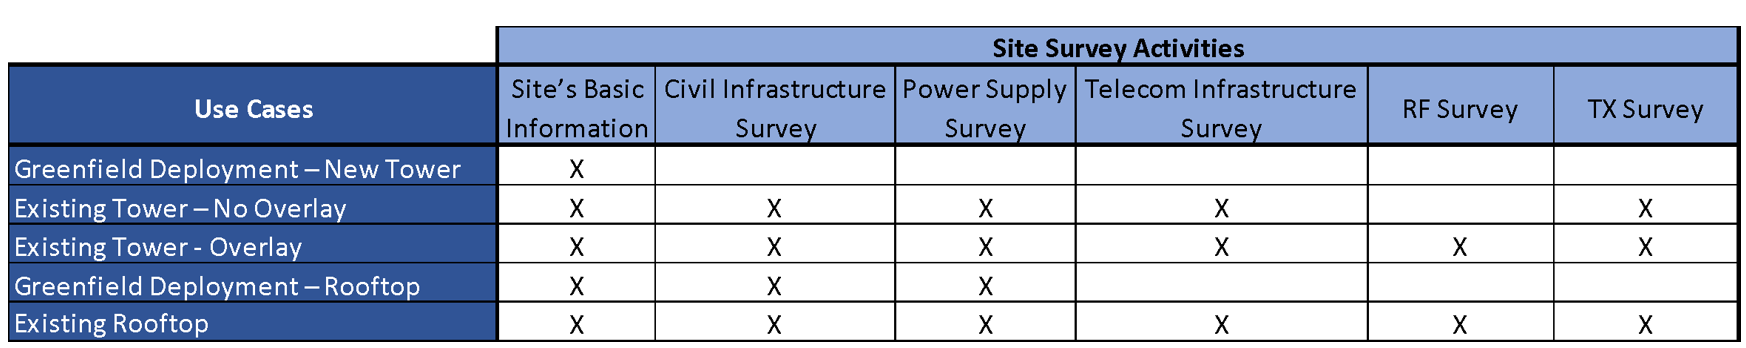 Site Survey Activities
Use Cases
Site’s Basic
Information
Civil Infrastructure
Survey
Power Supply
Survey
Telecom Infrastructure
Survey
RF Survey
TX Survey
Greenfield Deployment – New Tower X
Existing Tower – No Overlay X X X X X
Existing Tower - Overlay X X X X X X
Greenfield Deployment – Rooftop X X X
Existing Rooftop X X X X X X